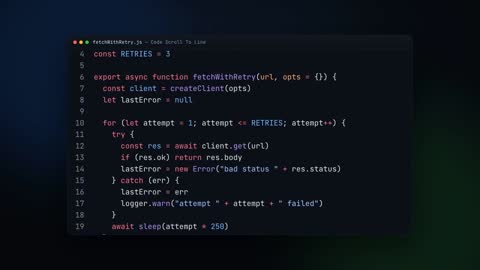 fetchWithRetry.js — Code Scroll To Line
4 const RETRIES = 3
5
6 export async function fetchWithRetry(url, opts = {}) {
7 const client = createClient(opts)
8 let lastError = null
9
10 for (let attempt = 1; attempt <= RETRIES; attempt++) {
11 try {
12 const res = await client.get(url)
13 if (res.ok) return res.body
14 lastError = new Error("bad status " + res.status)
15 } catch (err) {
16 lastError = err
17 logger.warn("attempt " + attempt + " failed")
18 }
19 await sleep(attempt * 250)